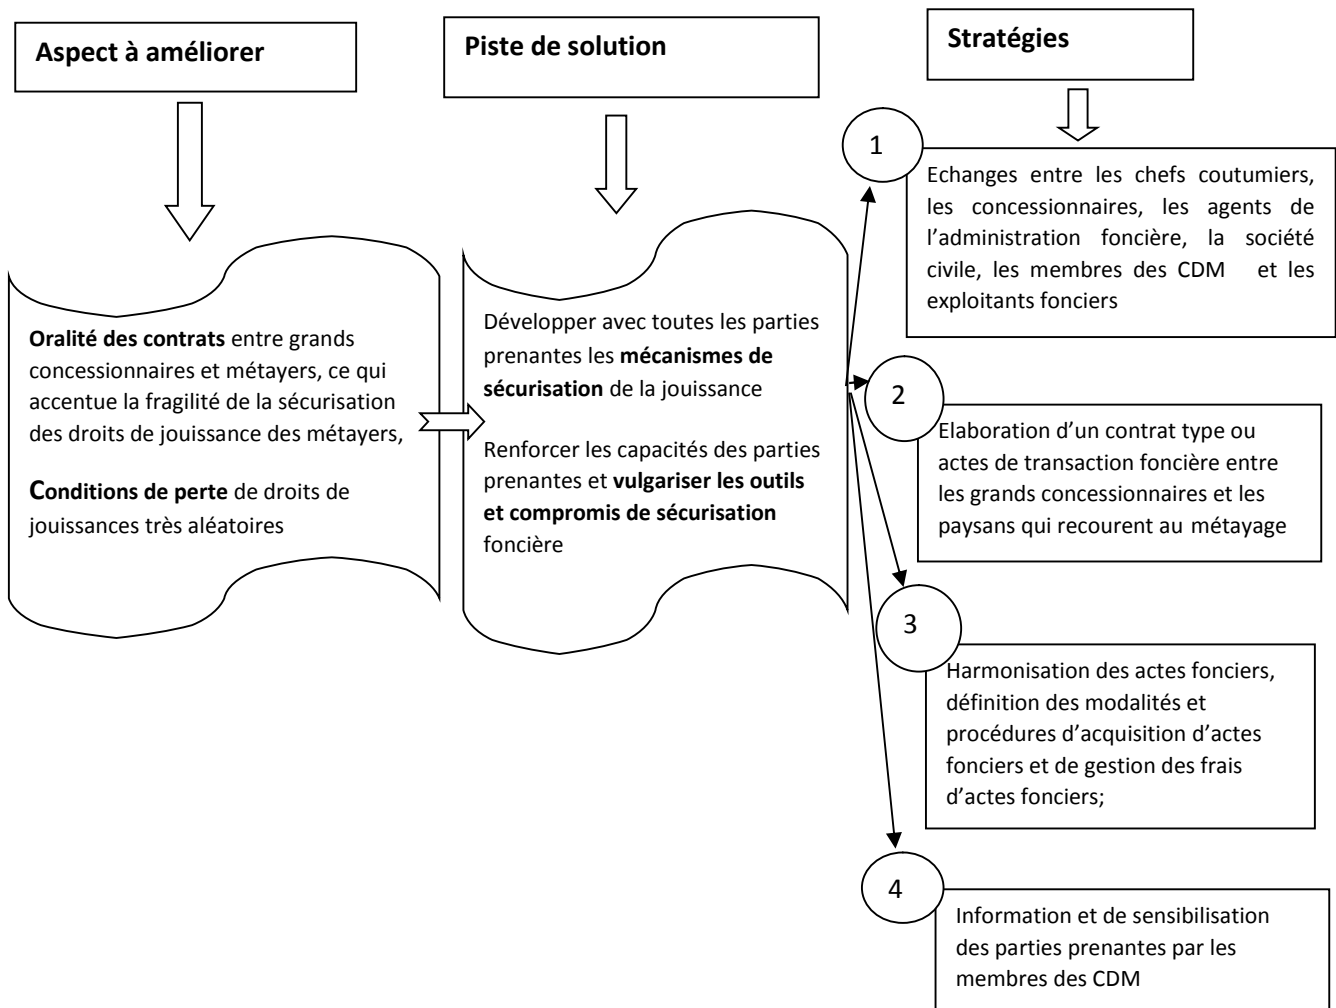 Aspect à améliorer
Oralité des contrats entre grands
concessionnaires et métayers, ce qui
accentue la fragilité de la sécurisation
des droits de jouissance des métayers,
Conditions de perte de droits de
jouissances très aléatoires
Piste de solution
Développer avec toutes les parties
prenantes les mécanismes de
sécurisation de la jouissance
Renforcer les capacités des parties
prenantes et vulgariser les outils
et compromis de sécurisation
foncière
Stratégies
1
Echanges entre les chefs coutumiers,
les concessionnaires, les agents de
l’administration foncière, la société
civile, les membres des CDM et les
exploitants fonciers
2
Elaboration d’un contrat type ou
actes de transaction foncière entre
les grands concessionnaires et les
paysans qui recourent au métayage
3
Harmonisation des actes fonciers,
définition des modalités et
procédures d’acquisition d’actes
fonciers et de gestion des frais
d’actes fonciers;
4
Information et de sensibilisation
des parties prenantes par les
membres des CDM